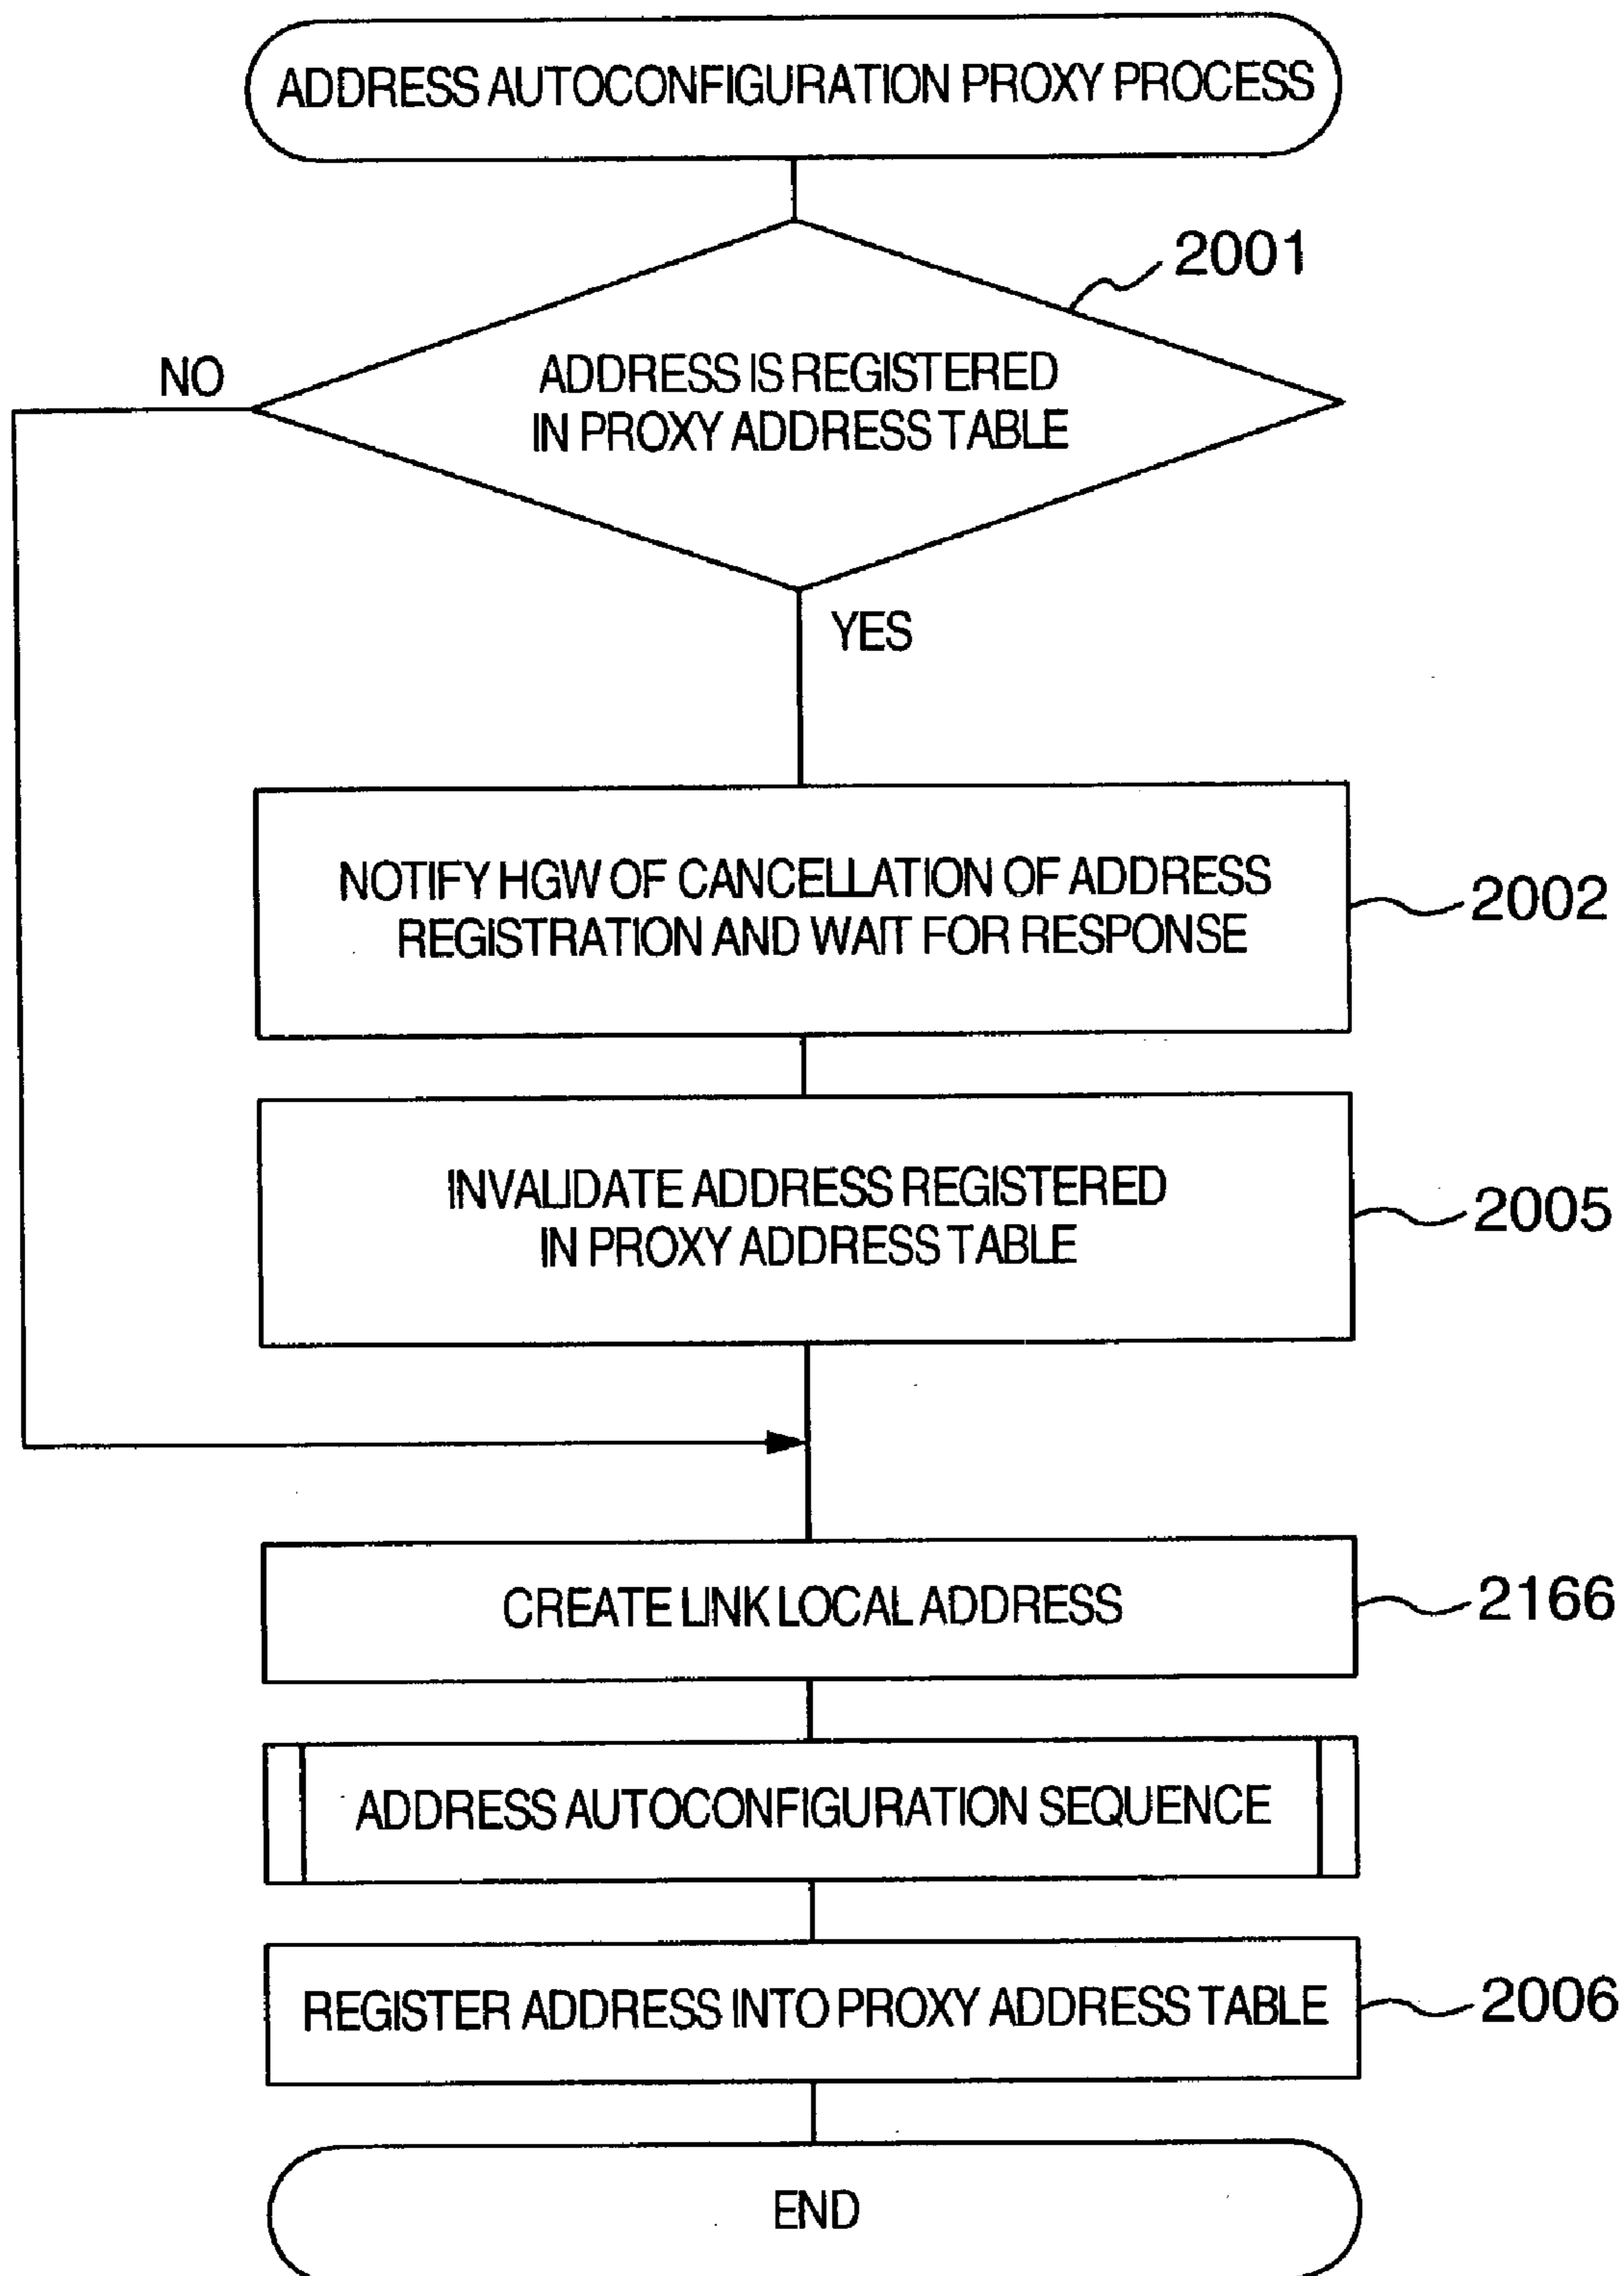 ADDRESS AUTOCONFIGURATION PROXY PROCESS
2001
NO
ADDRESS IS REGISTERED
IN PROXY ADDRESS TABLE
YES
NOTIFY HGW OF CANCELLATION OF ADDRESS
REGISTRATION AND WAIT FOR RESPONSE
2002
INVALIDATE ADDRESS REGISTERED
IN PROXY ADDRESS TABLE
2005
CREATE LINK LOCAL ADDRESS
2166
ADDRESS AUTOCONFIGURATION SEQUENCE
REGISTER ADDRESS INTO PROXY ADDRESS TABLE
2006
END